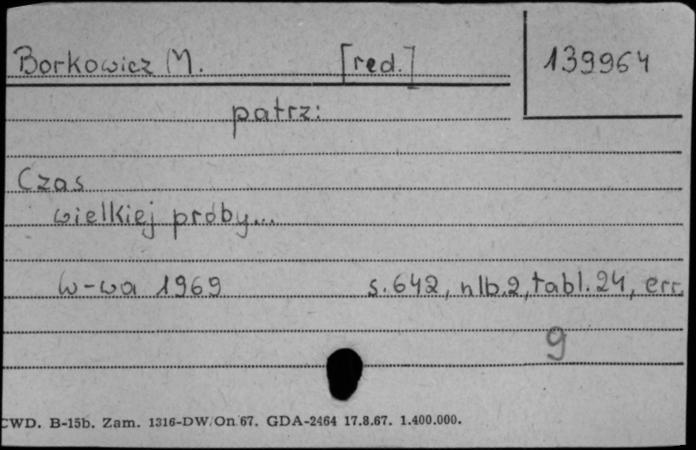 Borkowicz M. [red.] 139964
patrz:
Czas
wielkiej próby...
W-wa 1969 s. 642, nlb. 2, tabl. 24, err.
9
CWD. B-15b. Zam. 1316-DW/On/67. GDA-2464 17.8.67. 1.400.000.